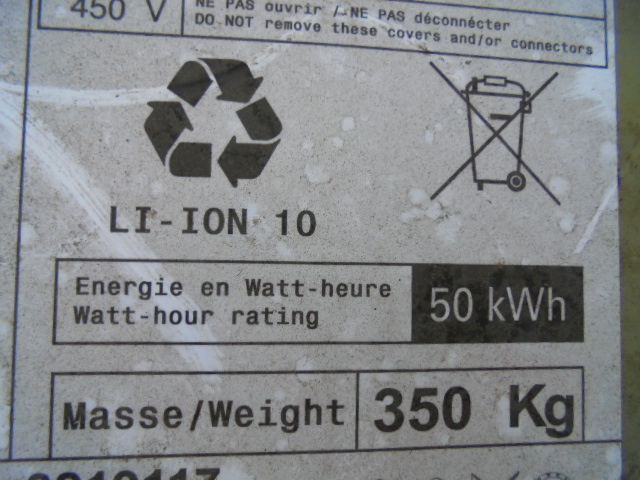 450 V
NE PAS ouvrir / NE PAS déconnécter
DO NOT remove these covers and/or connectors
LI-ION 10
Energie en Watt-heure
Watt-hour rating
50 kWh
Masse/Weight
350 Kg